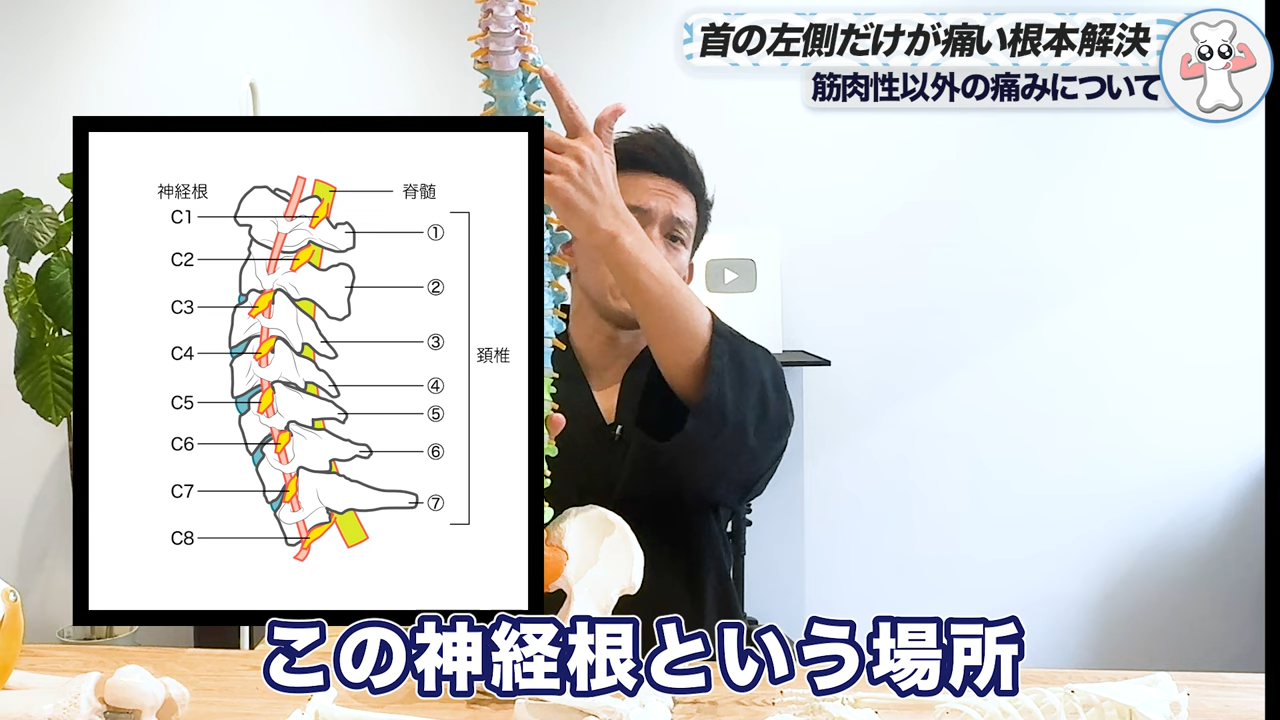 首の左側だけが痛い根本解決
筋肉性以外の痛みについて
神経根
脊髄
C1
①
C2
②
C3
③
C4
頚椎
④
C5
⑤
C6
⑥
C7
⑦
C8
この神経根という場所